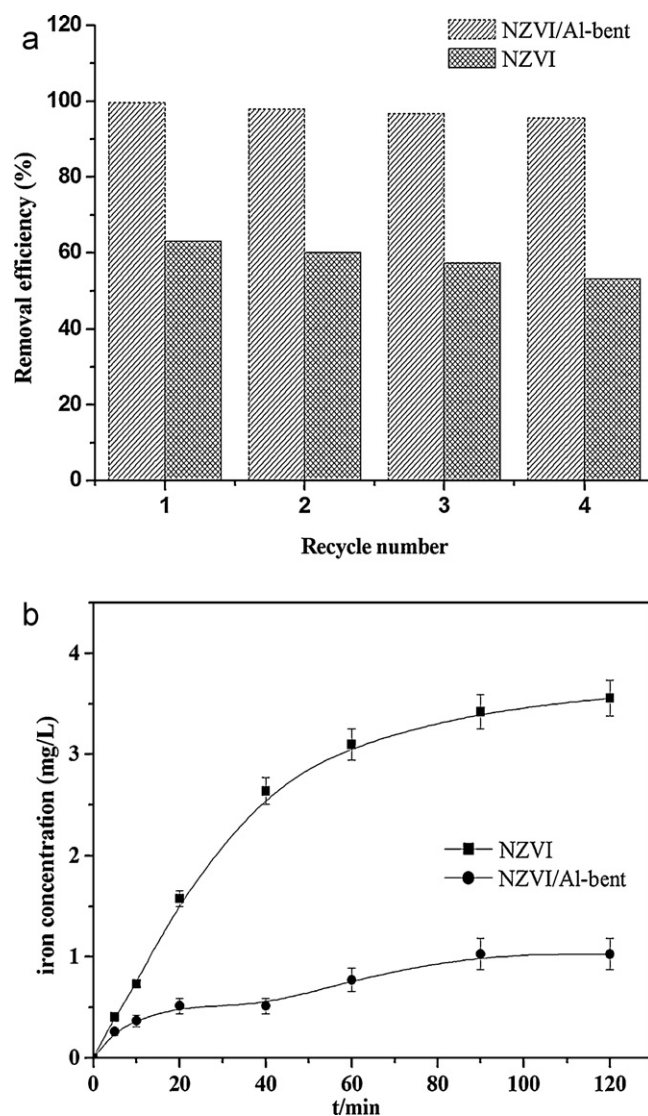 a
120
100
80
60
40
20
0
Removal efficiency (%)
NZVI/Al-bent
NZVI
1 2 3 4
Recycle number
b
4
3
2
1
0
iron concentration (mg/L)
NZVI
NZVI/Al-bent
0 20 40 60 80 100 120
t/min